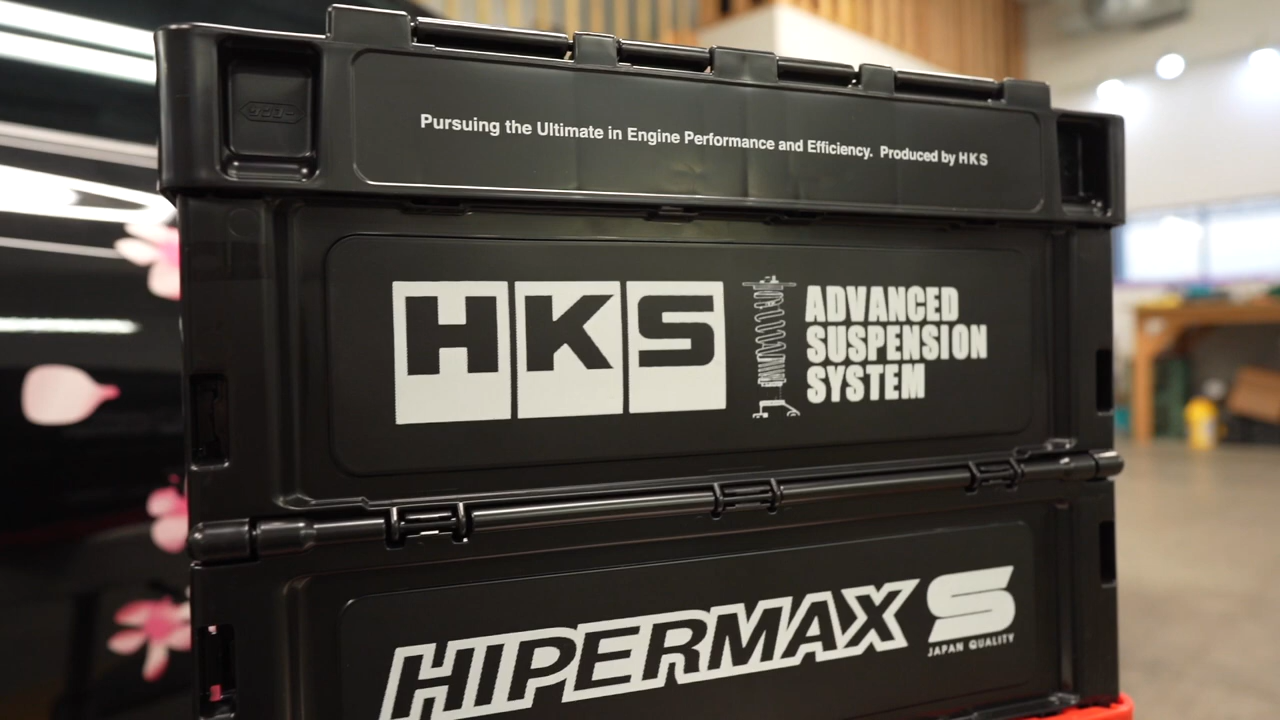 Pursuing the Ultimate in Engine Performance and Efficiency. Produced by HKS
HKS
ADVANCED
SUSPENSION
SYSTEM
HIPERMAX S
JAPAN QUALITY